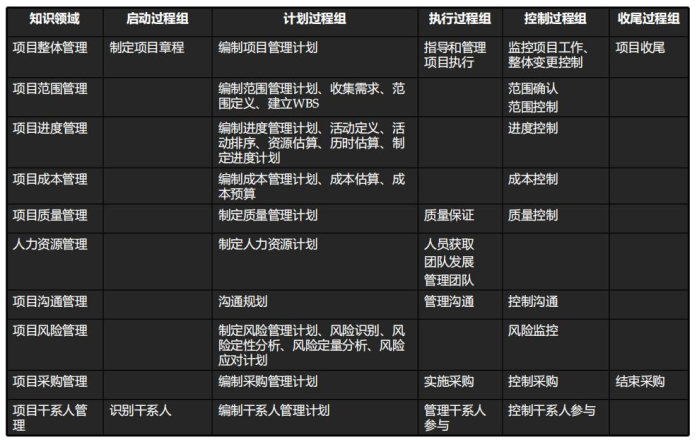 知识领域 启动过程组 计划过程组 执行过程组 控制过程组 收尾过程组
项目整体管理 制定项目章程 编制项目管理计划 指导和管理 监控项目工作、 项目收尾
项目执行 整体变更控制
项目范围管理 编制范围管理计划、收集需求、范 范围确认
围定义、建立WBS 范围控制
项目进度管理 编制进度管理计划、活动定义、活 进度控制
动排序、资源估算、历时估算、制
定进度计划
项目成本管理 编制成本管理计划、成本估算、成 成本控制
本预算
项目质量管理 制定质量管理计划 质量保证 质量控制
人力资源管理 制定人力资源计划 人员获取
团队发展
管理团队
项目沟通管理 沟通规划 管理沟通 控制沟通
项目风险管理 制定风险管理计划、风险识别、风 风险监控
险定性分析、风险定量分析、风险
应对计划
项目采购管理 编制采购管理计划 实施采购 控制采购 结束采购
项目干系人管 识别干系人 编制干系人管理计划 管理干系人 控制干系人参与
理 参与